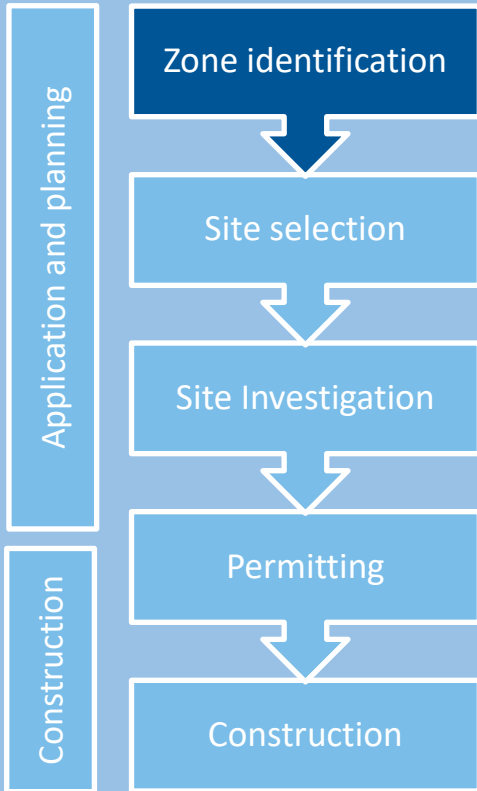 Application and planning
Zone identification
Site selection
Site Investigation
Permitting
Construction
Construction